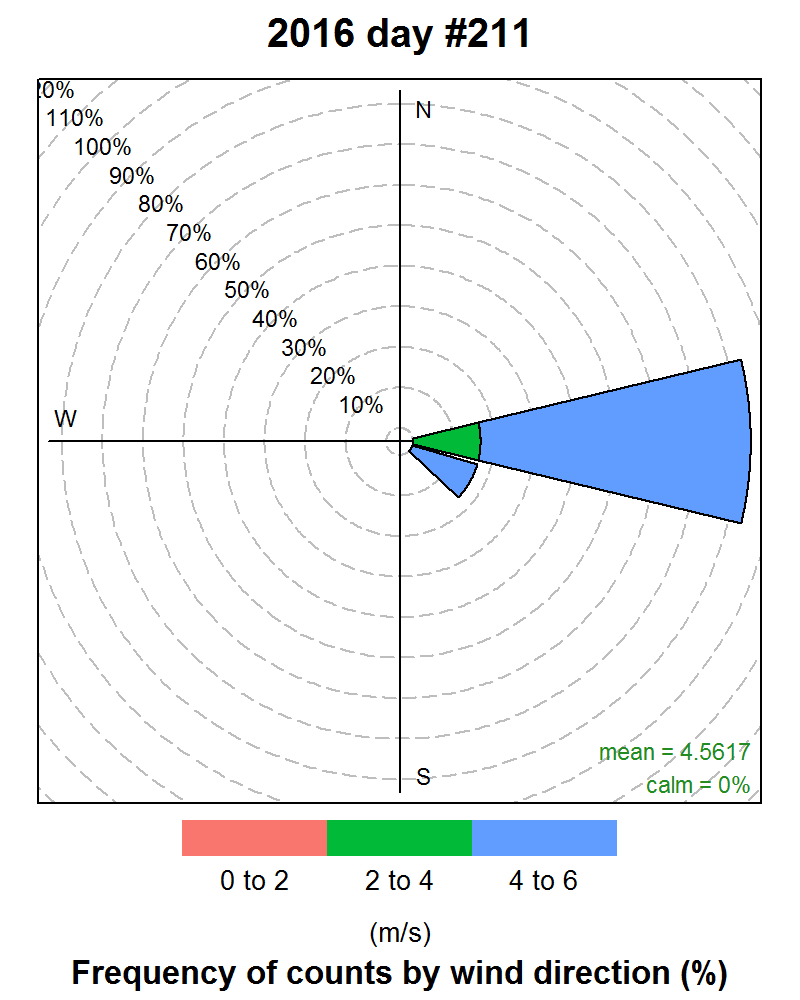 2016 day #211
20%
110%
100%
90%
80%
70%
60%
50%
40%
30%
20%
10%
N
W
S
mean = 4.5617
calm = 0%
0 to 2 2 to 4 4 to 6
(m/s)
Frequency of counts by wind direction (%)